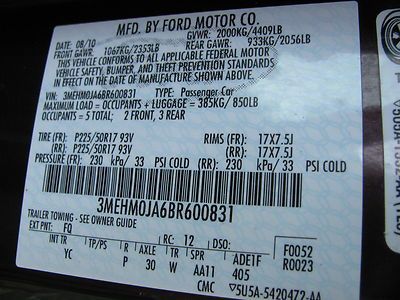 MFD. BY FORD MOTOR CO.
DATE: 08/10 GVWR: 2000KG/4409LB
FRONT GAWR: 1067KG/2353LB REAR GAWR: 933KG/2056LB
THIS VEHICLE CONFORMS TO ALL APPLICABLE FEDERAL MOTOR VEHICLE
SAFETY, BUMPER, AND THEFT PREVENTION STANDARDS
IN EFFECT ON THE DATE OF MANUFACTURE SHOWN ABOVE.
VIN: 3MEHM0JA6BR600831 TYPE: Passenger Car
MAXIMUM LOAD = OCCUPANTS + LUGGAGE = 385KG/850LB
OCCUPANTS = 5 TOTAL: 2 FRONT, 3 REAR
TIRE (FR) P225/50R17 93V RIMS (FR) 17X7.5J
(RR) P225/50R17 93V (RR) 17X7.5J
PRESSURE (FR) 230 kPa/ 33 PSI COLD (RR) 230 kPa/ 33 PSI COLD
3MEHM0JA6BR600831
TRAILER TOWING - SEE OWNER GUIDE
EXT PNT: FQ RC: 12 DSO: F0052
INT TR TP/PS R AXLE TR ADE1F R0023
YC P 30 W AA11 405
CMC 5U5A-5420472-AA